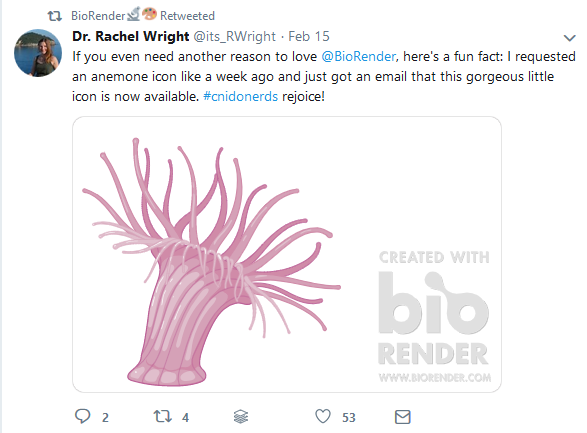 BioRender🔬🎨 Retweeted
Dr. Rachel Wright @its_RWright · Feb 15
If you even need another reason to love @BioRender, here's a fun fact: I requested
an anemone icon like a week ago and just got an email that this gorgeous little
icon is now available. #cnidonerds rejoice!
CREATED WITH
bio
RENDER
WWW.BIORENDER.COM
2 4 53